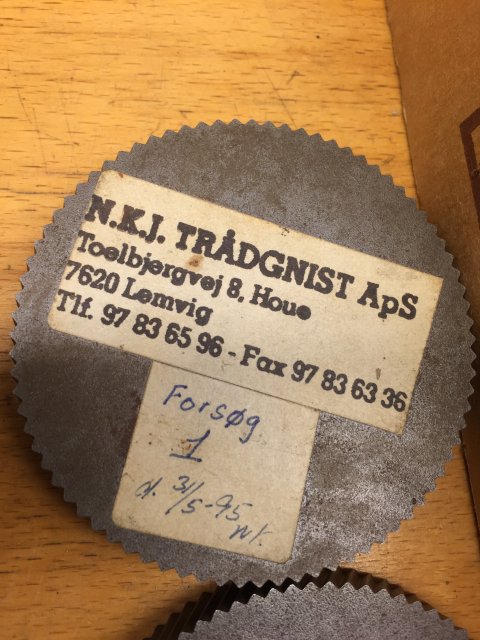 N.K.J. TRÅDGNIST ApS
Toelbjergvej 8, Houe
7620 Lemvig
Tlf. 97 83 65 96 - Fax 97 83 63 36
Forsøg
1
d. 31/5-95